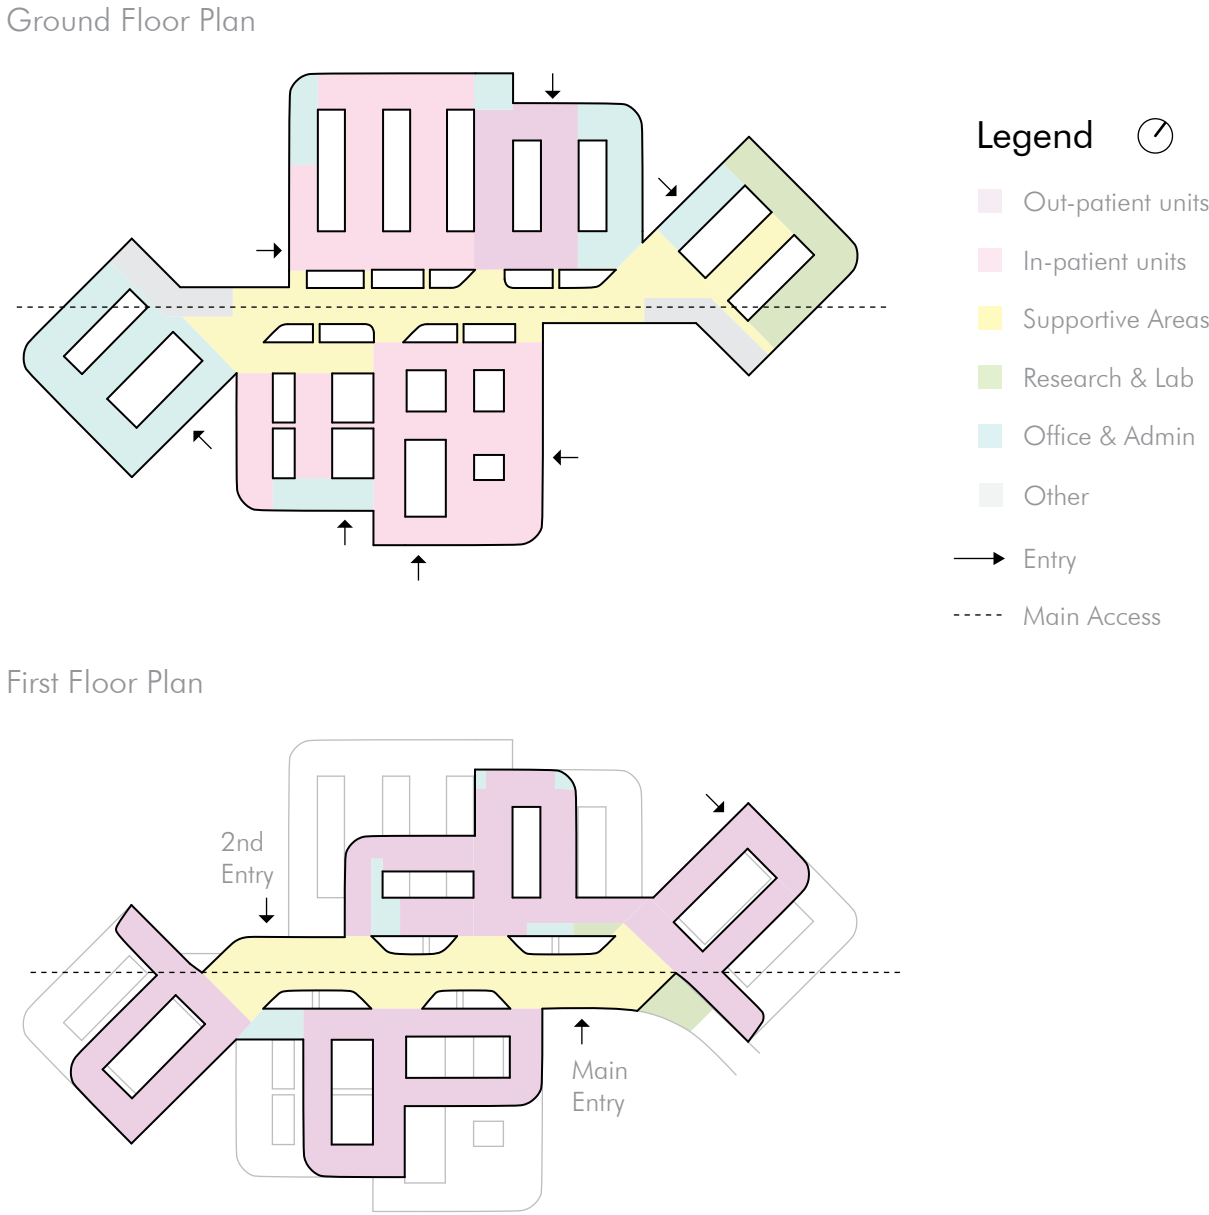 Ground Floor Plan
Legend
Out-patient units
In-patient units
Supportive Areas
Research & Lab
Office & Admin
Other
Entry
Main Access
First Floor Plan
2nd
Entry
Main
Entry